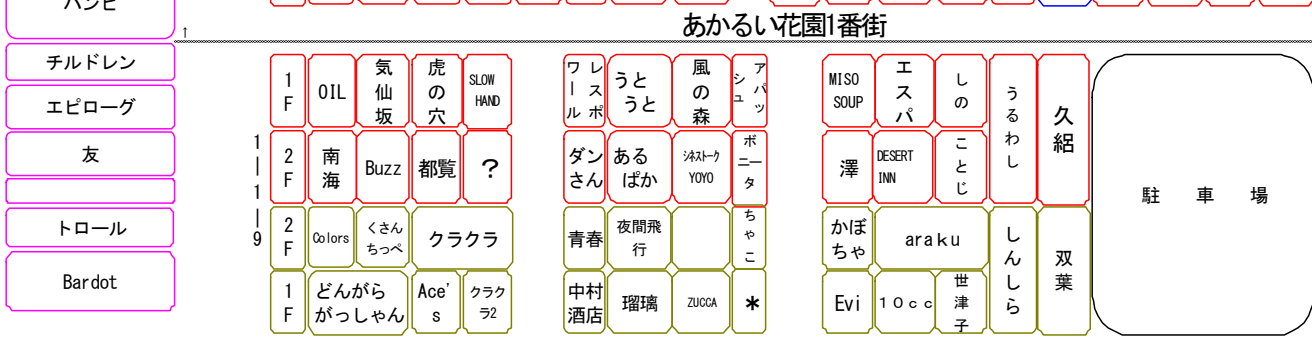 バンビ
↑
あかるい花園1番街
チルドレン
エピローグ
友
トロール
Bardot
1|1|9
1F
OIL
気仙坂
虎の穴
SLOW
HAND
2F
南海
Buzz
都覧
?
2F
Colors
くさん
ちっぺ
クラクラ
1F
どんがら
がっしゃん
Ace'
s
クラク
ラ2
レスポ
ワール
うと
うと
風の森
アパッ
シュ
ダン
さん
ある
ぱか
シネストーク
YOYO
ボニータ
青春
夜間飛
行
ちゃこ
中村
酒店
瑠璃
ZUCCA
*
MISO
SOUP
エスパ
しの
うるわし
久絽
澤
DESERT
INN
ことじ
かぼ
ちゃ
araku
しんしら
双葉
Evi
10cc
世津子
駐車場